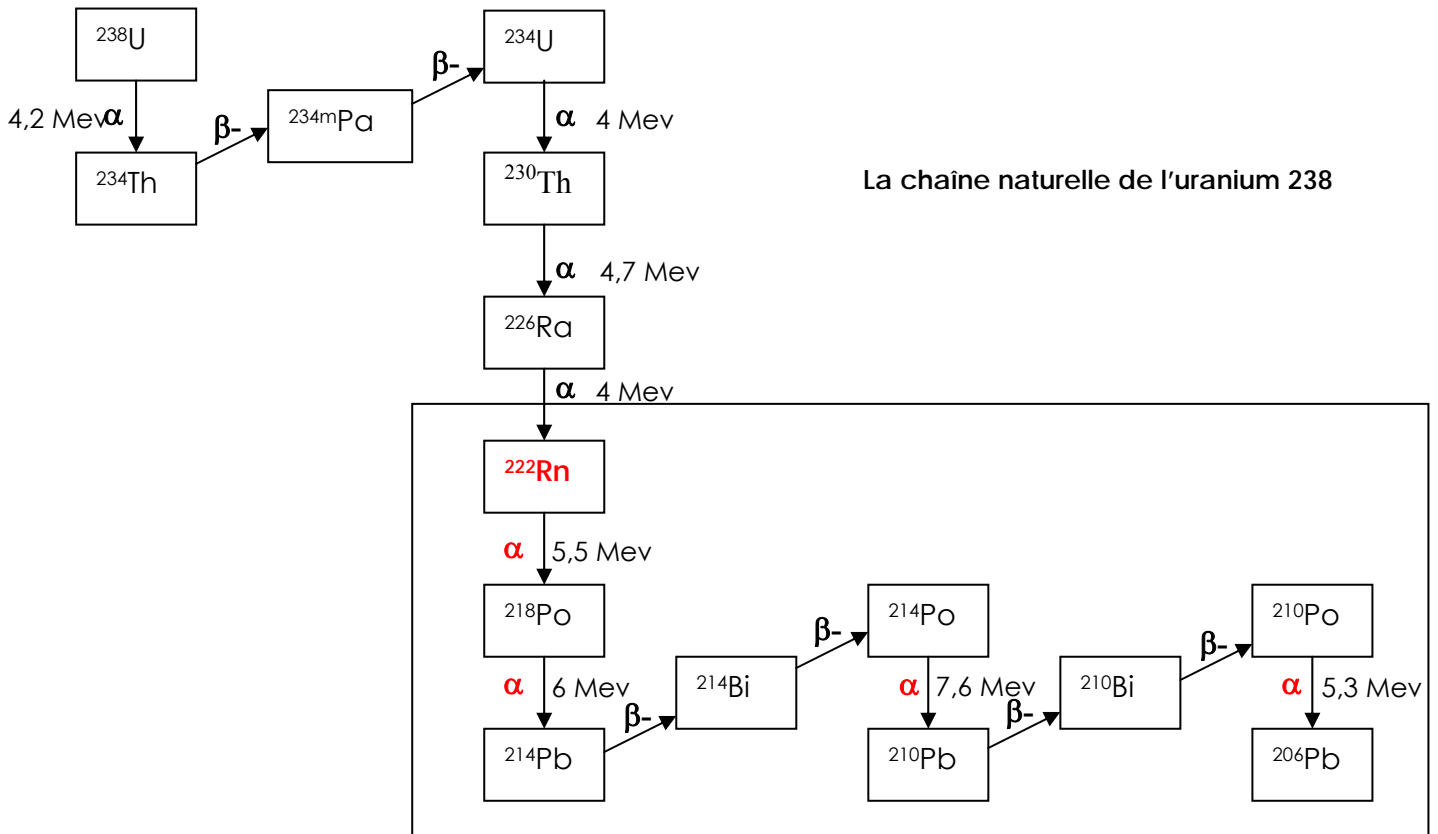 ²³⁸U
4,2 Mev α
²³⁴Th
β-
²³⁴ᵐPa
β-
²³⁴U
α 4 Mev
²³⁰Th
La chaîne naturelle de l'uranium 238
α 4,7 Mev
²²⁶Ra
α 4 Mev
²²²Rn
α 5,5 Mev
²¹⁸Po
α 6 Mev
²¹⁴Pb
β-
²¹⁴Bi
β-
²¹⁴Po
α 7,6 Mev
²¹⁰Pb
β-
²¹⁰Bi
β-
²¹⁰Po
α 5,3 Mev
²⁰⁶Pb